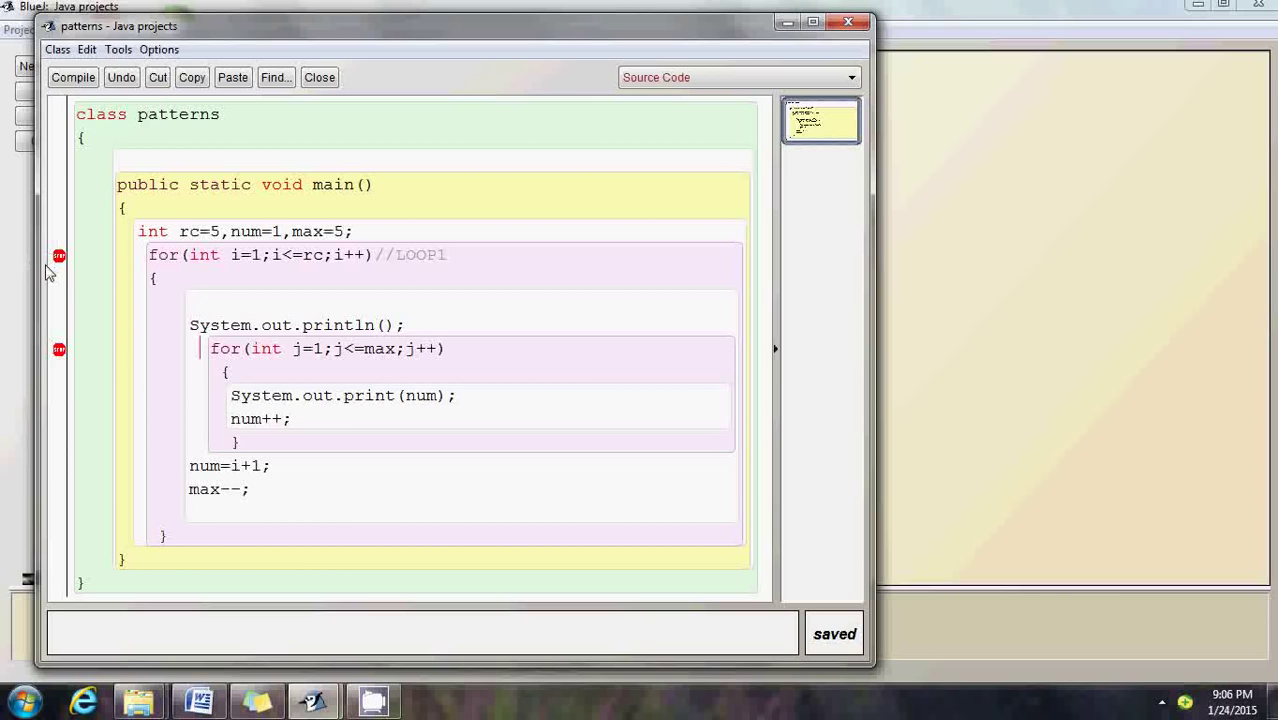 BlueJ: Java projects
Proje
patterns - Java projects
Class Edit Tools Options
Compile Undo Cut Copy Paste Find... Close Source Code
Ne
class patterns
{
public static void main()
{
int rc=5,num=1,max=5;
for(int i=1;i<=rc;i++)//LOOP1
{
System.out.println();
for(int j=1;j<=max;j++)
{
System.out.print(num);
num++;
}
num=i+1;
max--;
}
}
}
saved
9:06 PM
1/24/2015